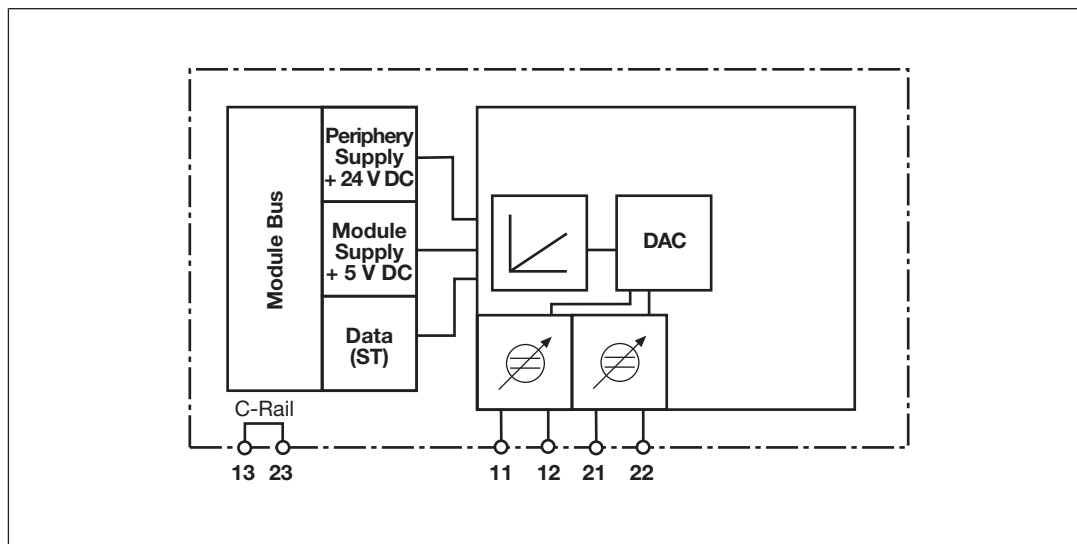 Module Bus
Periphery
Supply
+ 24 V DC
Module
Supply
+ 5 V DC
Data
(ST)
DAC
C-Rail
13 23 11 12 21 22